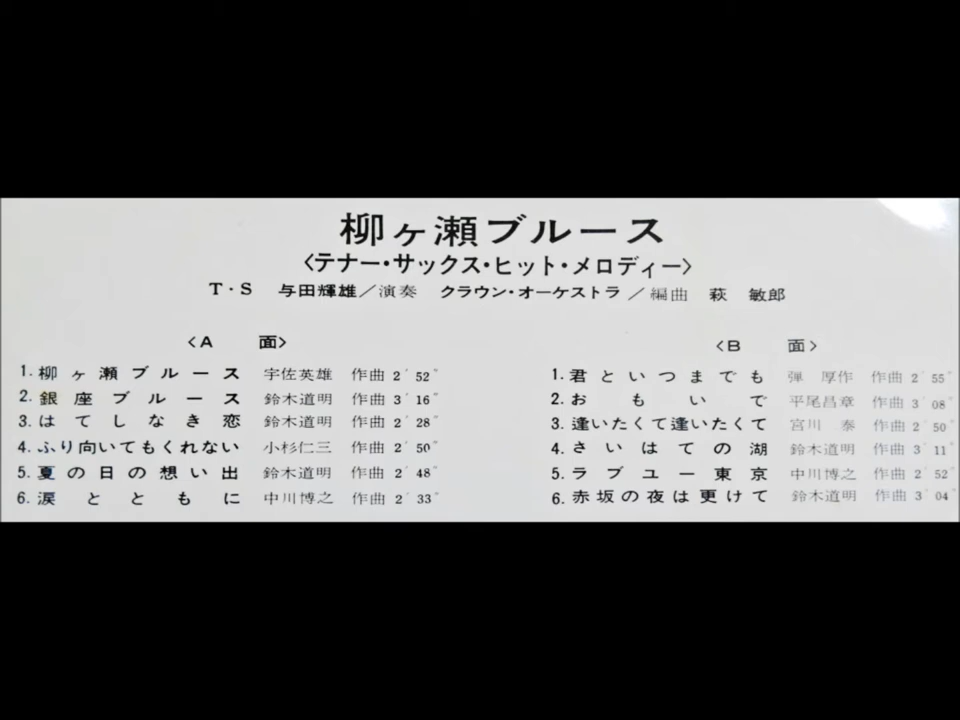 柳ヶ瀬ブルース
〈テナー・サックス・ヒット・メロディー〉
T・S 与田輝雄／演奏 クラウン・オーケストラ／編曲 萩 敏郎
〈A 面〉
1. 柳ヶ瀬ブルース 宇佐英雄 作曲 2′52″
2. 銀座ブルース 鈴木道明 作曲 3′16″
3. はてしなき恋 鈴木道明 作曲 2′28″
4. ふり向いてもくれない 小杉仁三 作曲 2′50″
5. 夏の日の想い出 鈴木道明 作曲 2′48″
6. 涙とともに 中川博之 作曲 2′33″
〈B 面〉
1. 君といつまでも 弾 厚作 作曲 2′55″
2. おもいで 平尾昌章 作曲 3′08″
3. 逢いたくて逢いたくて 宮川 泰 作曲 2′50″
4. さいはての湖 鈴木道明 作曲 3′11″
5. ラブユー東京 中川博之 作曲 2′52″
6. 赤坂の夜は更けて 鈴木道明 作曲 3′04″